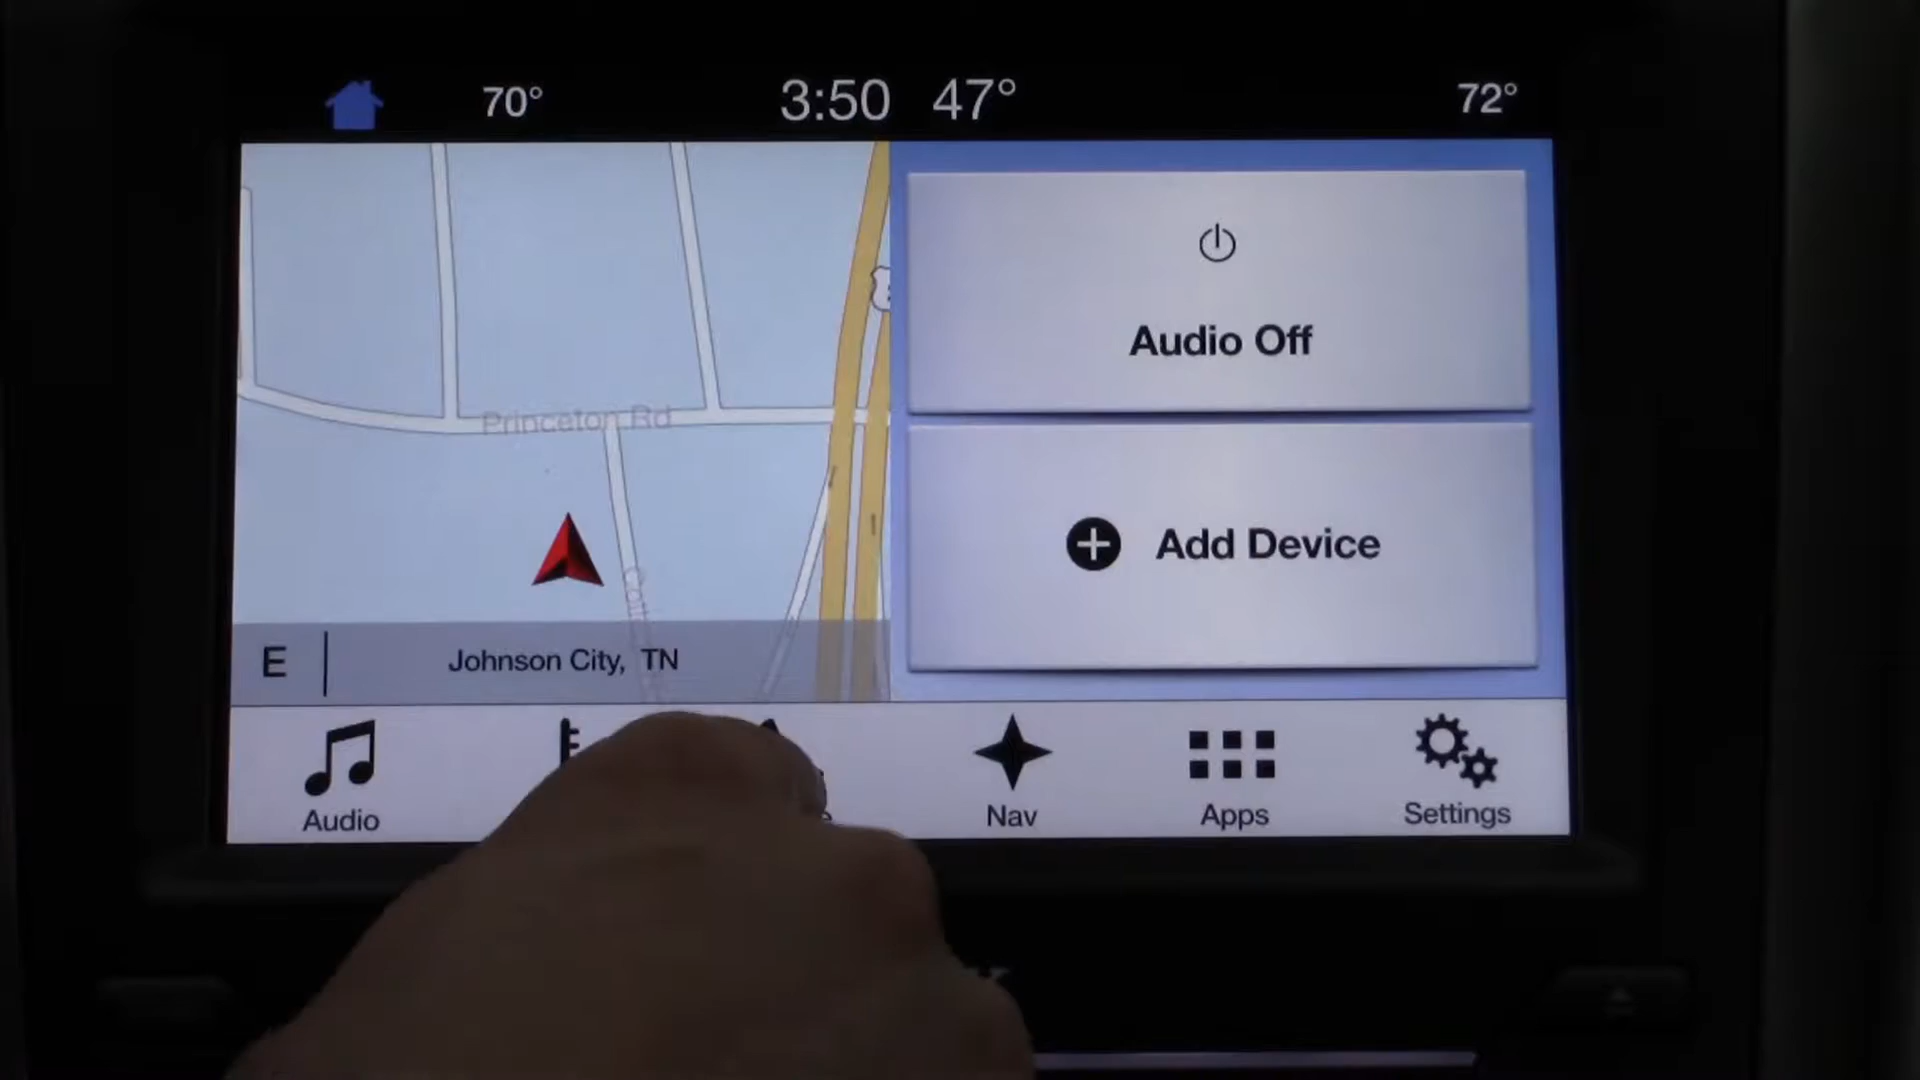 70° 3:50 47° 72°
Audio Off
Princeton Rd
Add Device
E Johnson City, TN
Audio Nav Apps Settings